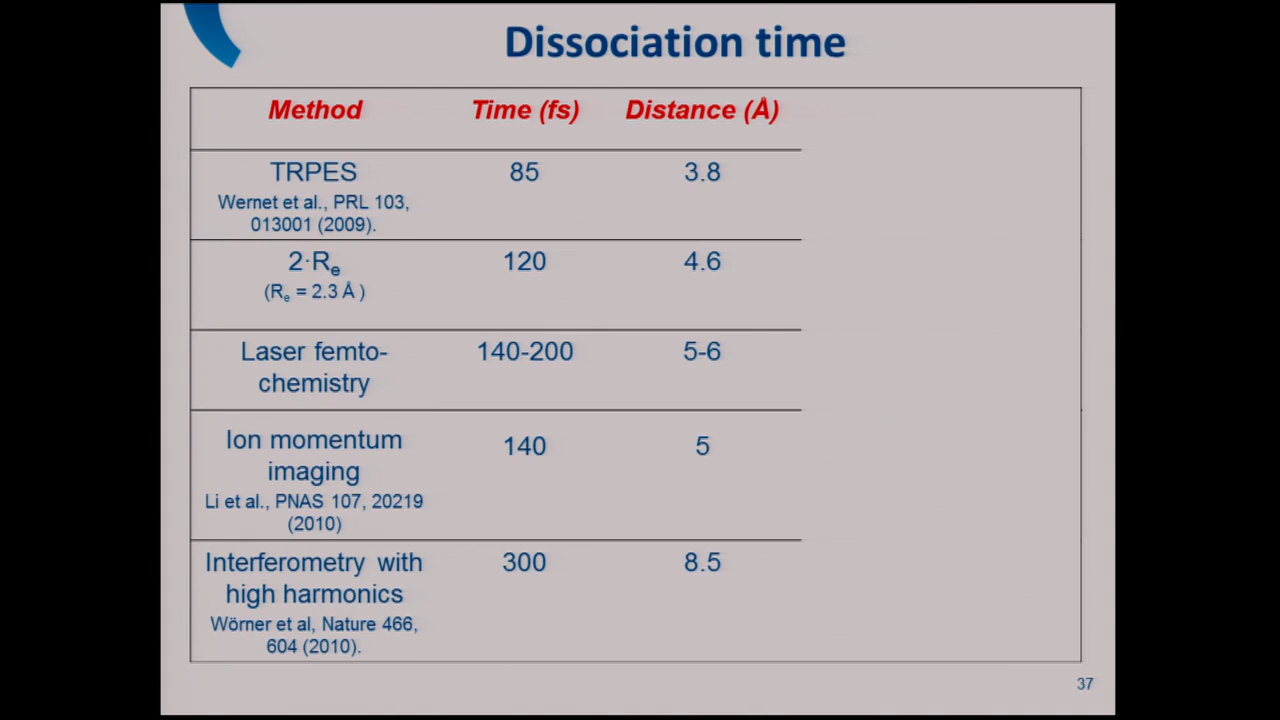 Dissociation time
Method Time (fs) Distance (Å)
TRPES 85 3.8
Wernet et al., PRL 103,
013001 (2009).
2·Re 120 4.6
(Re = 2.3 Å )
Laser femto- 140-200 5-6
chemistry
Ion momentum
imaging 140 5
Li et al., PNAS 107, 20219
(2010)
Interferometry with 300 8.5
high harmonics
Wörner et al, Nature 466,
604 (2010).
37